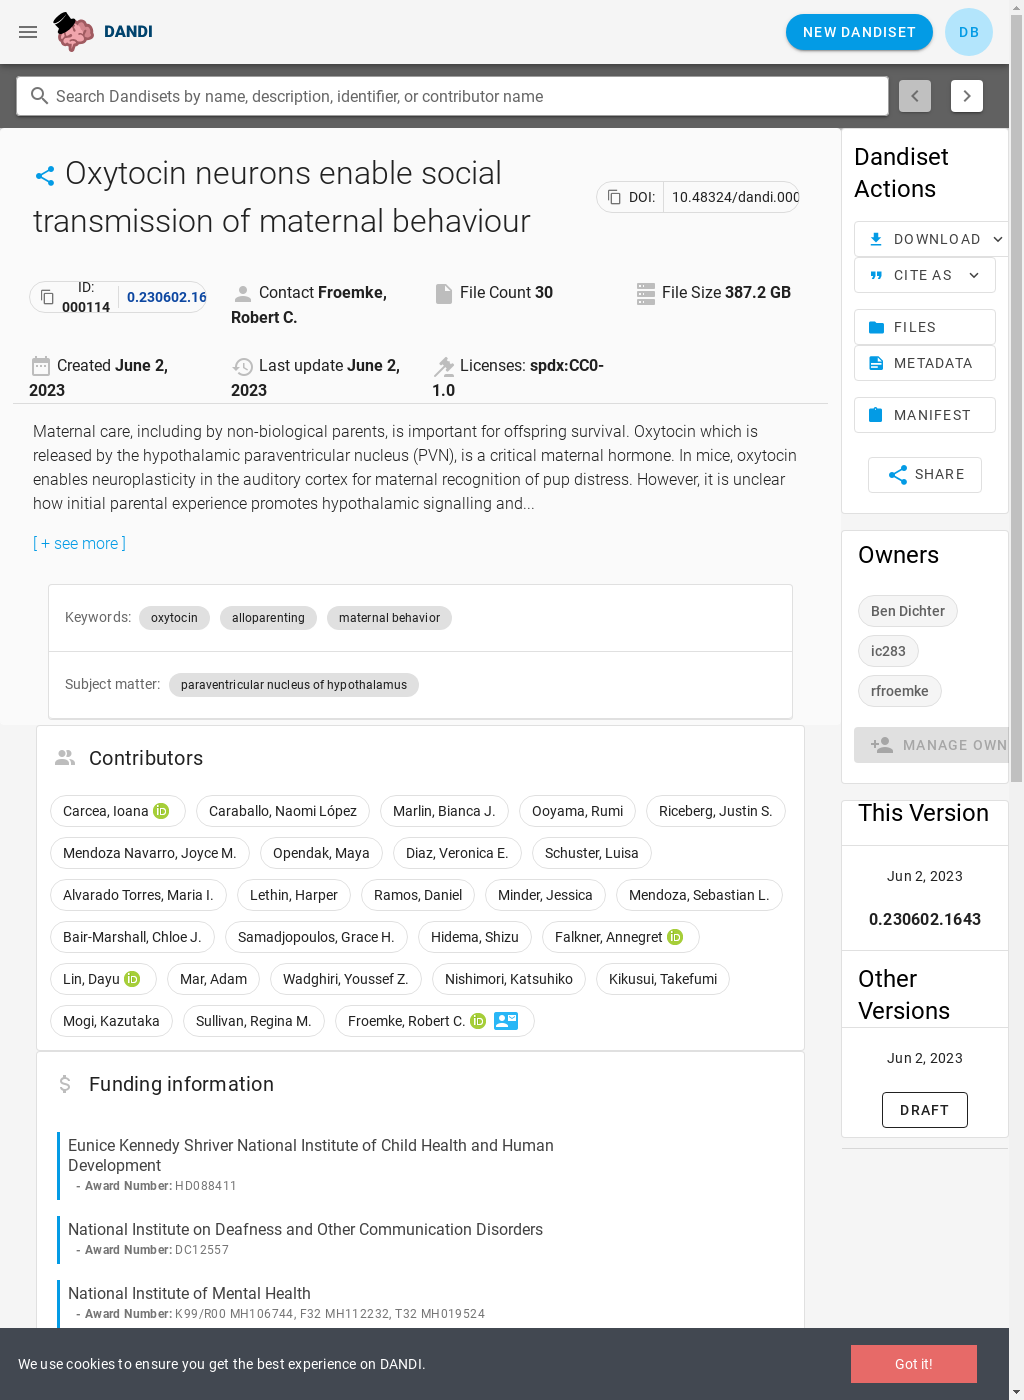 DANDI
NEW DANDISET
DB
Search Dandisets by name, description, identifier, or contributor name
Oxytocin neurons enable social
transmission of maternal behaviour
DOI:
10.48324/dandi.000
ID:
000114
0.230602.16
Contact Froemke,
Robert C.
File Count 30
File Size 387.2 GB
Created June 2,
2023
Last update June 2,
2023
Licenses: spdx:CC0-
1.0
Maternal care, including by non-biological parents, is important for offspring survival. Oxytocin which is
released by the hypothalamic paraventricular nucleus (PVN), is a critical maternal hormone. In mice, oxytocin
enables neuroplasticity in the auditory cortex for maternal recognition of pup distress. However, it is unclear
how initial parental experience promotes hypothalamic signalling and...
[ + see more ]
Keywords: oxytocin alloparenting maternal behavior
Subject matter: paraventricular nucleus of hypothalamus
Contributors
Carcea, Ioana iD Caraballo, Naomi López Marlin, Bianca J. Ooyama, Rumi Riceberg, Justin S.
Mendoza Navarro, Joyce M. Opendak, Maya Diaz, Veronica E. Schuster, Luisa
Alvarado Torres, Maria I. Lethin, Harper Ramos, Daniel Minder, Jessica Mendoza, Sebastian L.
Bair-Marshall, Chloe J. Samadjopoulos, Grace H. Hidema, Shizu Falkner, Annegret iD
Lin, Dayu iD Mar, Adam Wadghiri, Youssef Z. Nishimori, Katsuhiko Kikusui, Takefumi
Mogi, Kazutaka Sullivan, Regina M. Froemke, Robert C. iD
Funding information
Eunice Kennedy Shriver National Institute of Child Health and Human
Development
- Award Number: HD088411
National Institute on Deafness and Other Communication Disorders
- Award Number: DC12557
National Institute of Mental Health
- Award Number: K99/R00 MH106744, F32 MH112232, T32 MH019524
Dandiset
Actions
DOWNLOAD
CITE AS
FILES
METADATA
MANIFEST
SHARE
Owners
Ben Dichter
ic283
rfroemke
MANAGE OWN
This Version
Jun 2, 2023
0.230602.1643
Other
Versions
Jun 2, 2023
DRAFT
We use cookies to ensure you get the best experience on DANDI.
Got it!